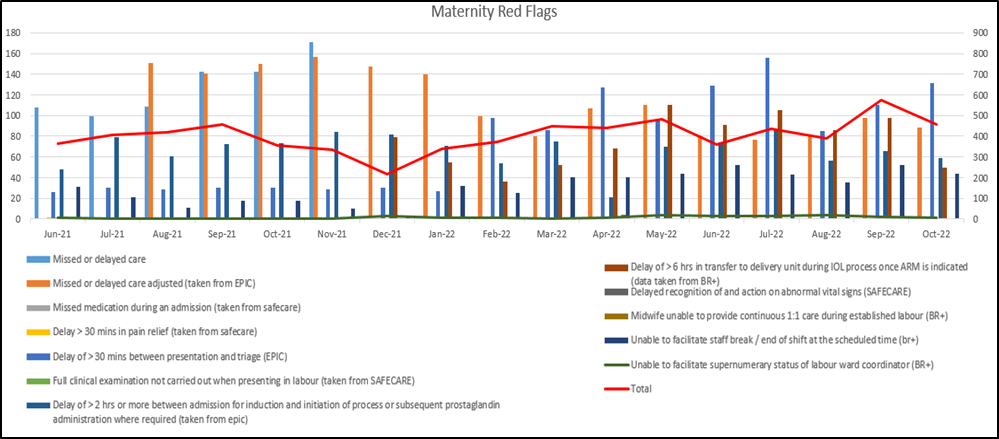 Maternity Red Flags
180 900
160 800
140 700
120 600
100 500
80 400
60 300
40 200
20 100
0 0
Jun-21 Jul-21 Aug-21 Sep-21 Oct-21 Nov-21 Dec-21 Jan-22 Feb-22 Mar-22 Apr-22 May-22 Jun-22 Jul-22 Aug-22 Sep-22 Oct-22
Missed or delayed care
Missed or delayed care adjusted (taken from EPIC)
Missed medication during an admission (taken from safecare)
Delay > 30 mins in pain relief (taken from safecare)
Delay of > 30 mins between presentation and triage (EPIC)
Full clinical examination not carried out when presenting in labour (taken from SAFECARE)
Delay of > 2 hrs or more between admission for induction and initiation of process or subsequent prostaglandin
administration where required (taken from epic)
Delay of > 6 hrs in transfer to delivery unit during IOL process once ARM is indicated
(data taken from BR+)
Delayed recognition of and action on abnormal vital signs (SAFECARE)
Midwife unable to provide continuous 1:1 care during established labour (BR+)
Unable to facilitate staff break / end of shift at the scheduled time (br+)
Unable to facilitate supernumerary status of labour ward coordinator (BR+)
Total